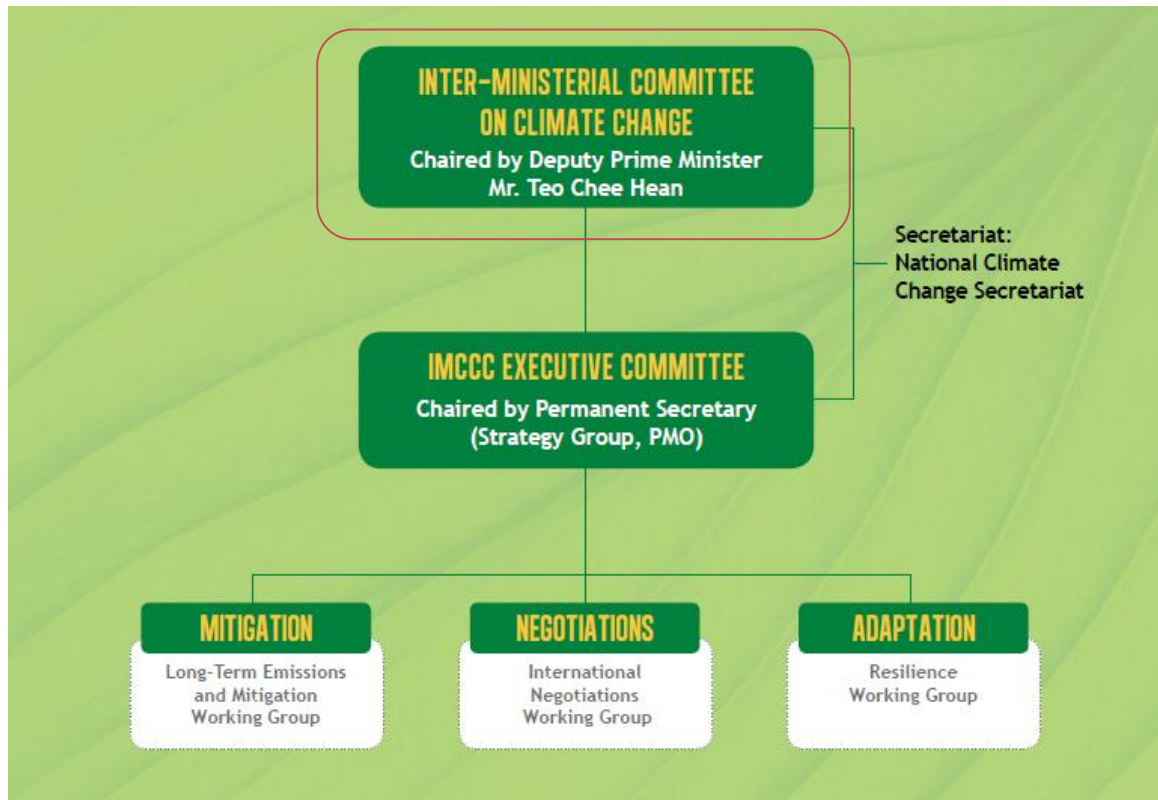 INTER-MINISTERIAL COMMITTEE
ON CLIMATE CHANGE
Chaired by Deputy Prime Minister
Mr. Teo Chee Hean
Secretariat:
National Climate
Change Secretariat
IMCCC EXECUTIVE COMMITTEE
Chaired by Permanent Secretary
(Strategy Group, PMO)
MITIGATION
Long-Term Emissions
and Mitigation
Working Group
NEGOTIATIONS
International
Negotiations
Working Group
ADAPTATION
Resilience
Working Group